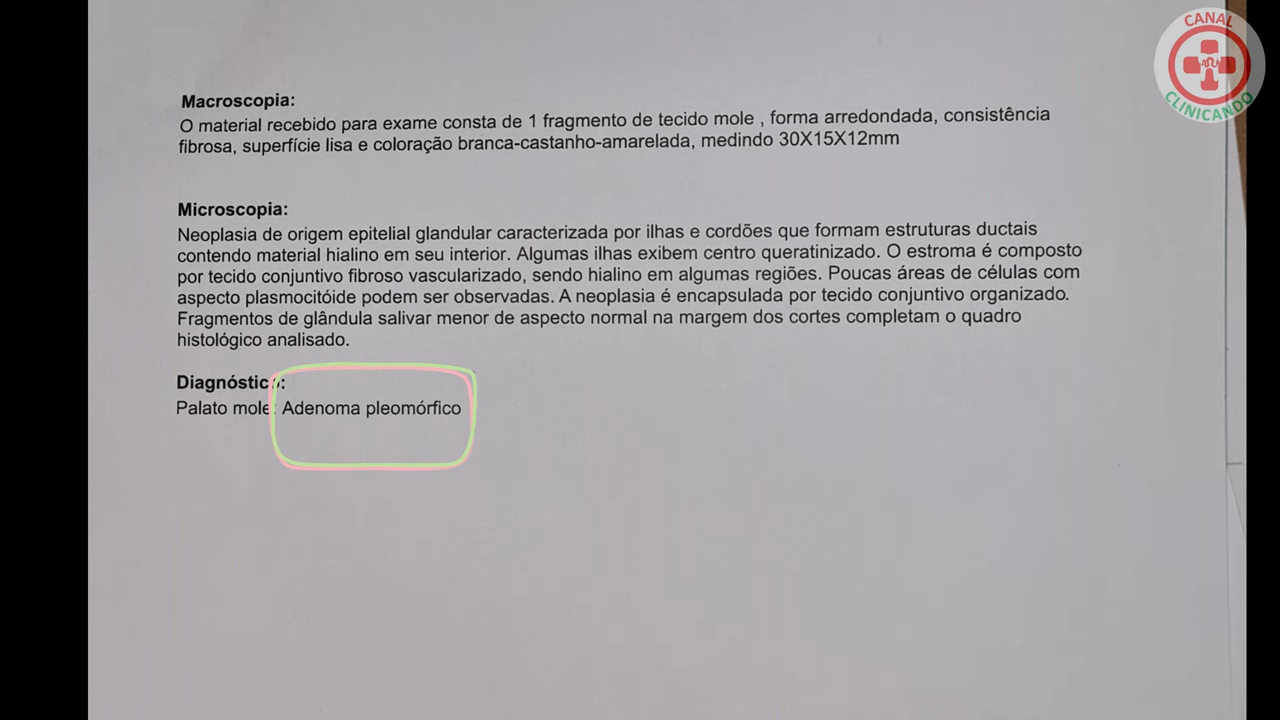 CANAL
CLINICANDO
Macroscopia:
O material recebido para exame consta de 1 fragmento de tecido mole , forma arredondada, consistência
fibrosa, superfície lisa e coloração branca-castanho-amarelada, medindo 30X15X12mm
Microscopia:
Neoplasia de origem epitelial glandular caracterizada por ilhas e cordões que formam estruturas ductais
contendo material hialino em seu interior. Algumas ilhas exibem centro queratinizado. O estroma é composto
por tecido conjuntivo fibroso vascularizado, sendo hialino em algumas regiões. Poucas áreas de células com
aspecto plasmocitóide podem ser observadas. A neoplasia é encapsulada por tecido conjuntivo organizado.
Fragmentos de glândula salivar menor de aspecto normal na margem dos cortes completam o quadro
histológico analisado.
Diagnóstico:
Palato mole: Adenoma pleomórfico